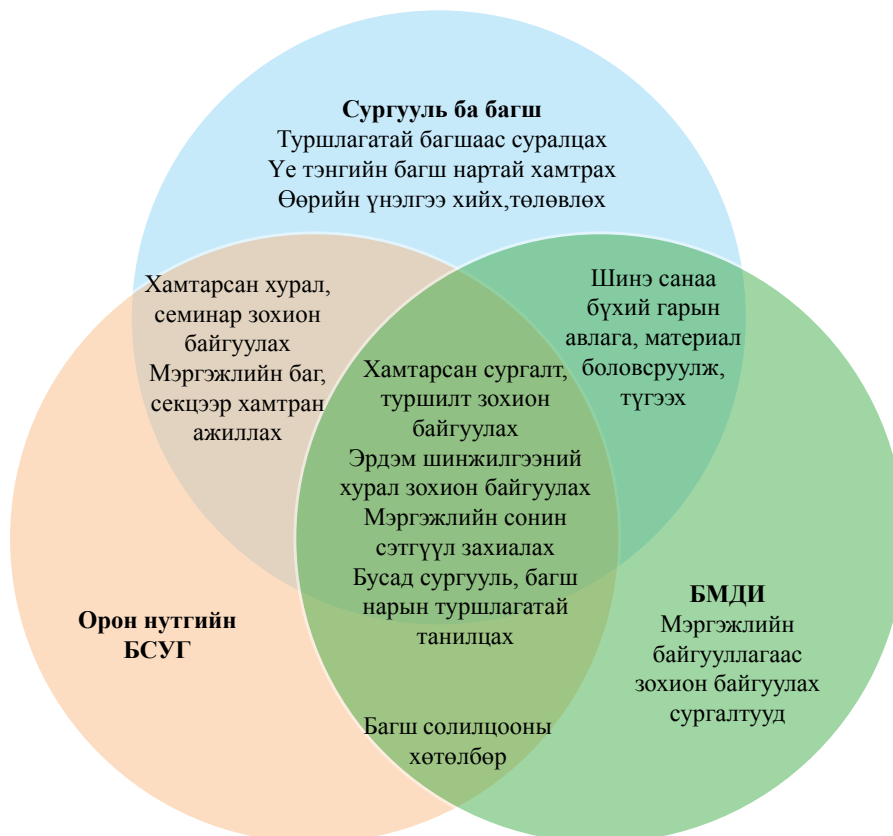 Сургууль ба багш
Туршлагатай багшаас суралцах
Үе тэнгийн багш нартай хамтрах
Өөрийн үнэлгээ хийх,төлөвлөх
Хамтарсан хурал,
семинар зохион
байгуулах
Мэргэжлийн баг,
секцээр хамтран
ажиллах
Шинэ санаа
бүхий гарын
авлага, материал
боловсруулж,
түгээх
Хамтарсан сургалт,
туршилт зохион
байгуулах
Эрдэм шинжилгээний
хурал зохион байгуулах
Мэргэжлийн сонин
сэтгүүл захиалах
Бусад сургууль, багш
нарын туршлагатай
танилцах
Орон нутгийн
БСУГ
БМДИ
Мэргэжлийн
байгууллагаас
зохион байгуулах
сургалтууд
Багш солилцооны
хөтөлбөр